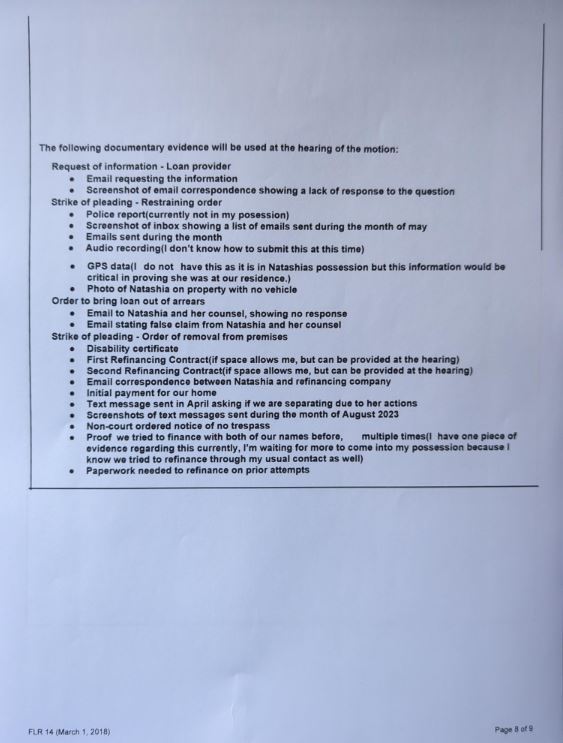 The following documentary evidence will be used at the hearing of the motion:
Request of information - Loan provider
• Email requesting the information
• Screenshot of email correspondence showing a lack of response to the question
Strike of pleading - Restraining order
• Police report(currently not in my posession)
• Screenshot of inbox showing a list of emails sent during the month of may
• Emails sent during the month
• Audio recording(I don't know how to submit this at this time)
• GPS data(I do not have this as it is in Natashias possession but this information would be
critical in proving she was at our residence.)
• Photo of Natashia on property with no vehicle
Order to bring loan out of arrears
• Email to Natashia and her counsel, showing no response
• Email stating false claim from Natashia and her counsel
Strike of pleading - Order of removal from premises
• Disability certificate
• First Refinancing Contract(if space allows me, but can be provided at the hearing)
• Second Refinancing Contract(if space allows me, but can be provided at the hearing)
• Email correspondence between Natashia and refinancing company
• Initial payment for our home
• Text message sent in April asking if we are separating due to her actions
• Screenshots of text messages sent during the month of August 2023
• Non-court ordered notice of no trespass
• Proof we tried to finance with both of our names before, multiple times(I have one piece of
evidence regarding this currently, I'm waiting for more to come into my possession because I
know we tried to refinance through my usual contact as well)
• Paperwork needed to refinance on prior attempts
FLR 14 (March 1, 2018)
Page 8 of 9